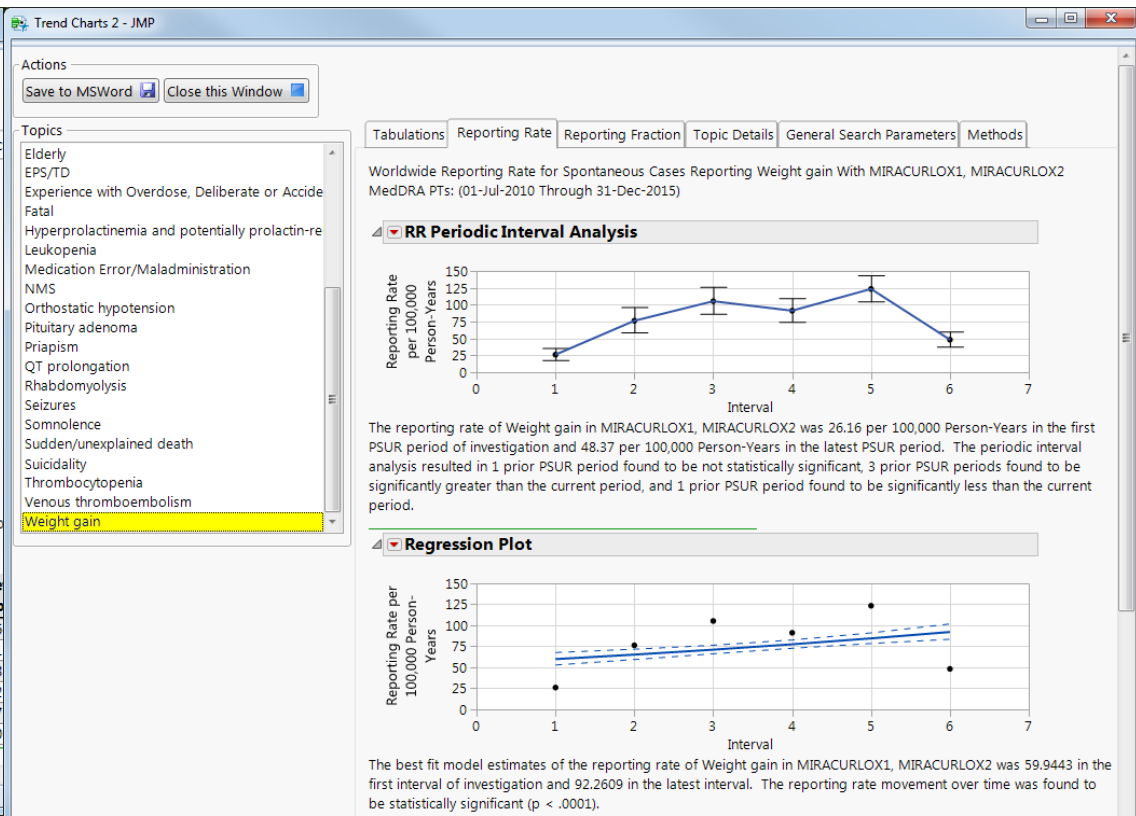 Trend Charts 2 - JMP
Actions
Save to MSWord
Close this Window
Topics
Elderly
EPS/TD
Experience with Overdose, Deliberate or Accide
Fatal
Hyperprolactinemia and potentially prolactin-re
Leukopenia
Medication Error/Maladministration
NMS
Orthostatic hypotension
Pituitary adenoma
Priapism
QT prolongation
Rhabdomyolysis
Seizures
Somnolence
Sudden/unexplained death
Suicidality
Thrombocytopenia
Venous thromboembolism
Weight gain
Tabulations Reporting Rate Reporting Fraction Topic Details General Search Parameters Methods
Worldwide Reporting Rate for Spontaneous Cases Reporting Weight gain With MIRACURLOX1, MIRACURLOX2
MedDRA PTs: (01-Jul-2010 Through 31-Dec-2015)
RR Periodic Interval Analysis
Reporting Rate
per 100,000
Person-Years
150
125
100
75
50
25
0
0 1 2 3 4 5 6 7
Interval
The reporting rate of Weight gain in MIRACURLOX1, MIRACURLOX2 was 26.16 per 100,000 Person-Years in the first
PSUR period of investigation and 48.37 per 100,000 Person-Years in the latest PSUR period. The periodic interval
analysis resulted in 1 prior PSUR period found to be not statistically significant, 3 prior PSUR periods found to be
significantly greater than the current period, and 1 prior PSUR period found to be significantly less than the current
period.
Regression Plot
Reporting Rate per
100,000 Person-
Years
150
125
100
75
50
25
0
0 1 2 3 4 5 6 7
Interval
The best fit model estimates of the reporting rate of Weight gain in MIRACURLOX1, MIRACURLOX2 was 59.9443 in the
first interval of investigation and 92.2609 in the latest interval. The reporting rate movement over time was found to
be statistically significant (p < .0001).